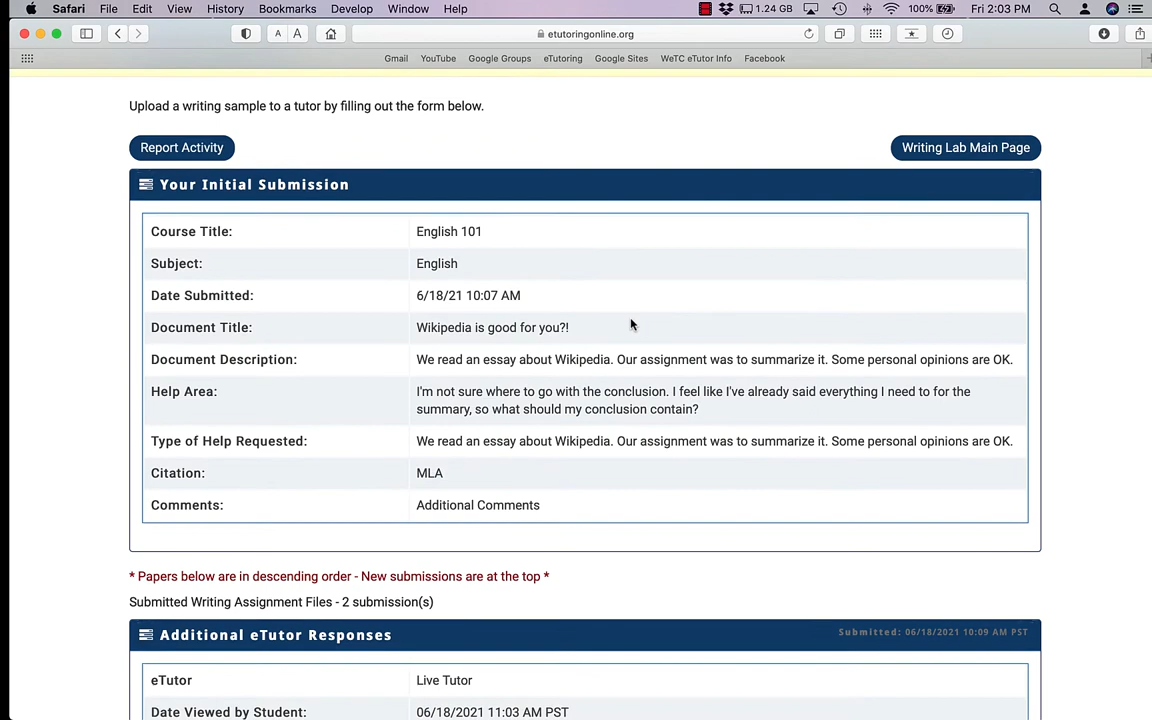 Safari File Edit View History Bookmarks Develop Window Help 1.24 GB 100% Fri 2:03 PM
A A etutoringonline.org
Gmail YouTube Google Groups eTutoring Google Sites WeTC eTutor Info Facebook
Upload a writing sample to a tutor by filling out the form below.
Report Activity Writing Lab Main Page
Your Initial Submission
Course Title: English 101
Subject: English
Date Submitted: 6/18/21 10:07 AM
Document Title: Wikipedia is good for you?!
Document Description: We read an essay about Wikipedia. Our assignment was to summarize it. Some personal opinions are OK.
Help Area: I'm not sure where to go with the conclusion. I feel like I've already said everything I need to for the
summary, so what should my conclusion contain?
Type of Help Requested: We read an essay about Wikipedia. Our assignment was to summarize it. Some personal opinions are OK.
Citation: MLA
Comments: Additional Comments
* Papers below are in descending order - New submissions are at the top *
Submitted Writing Assignment Files - 2 submission(s)
Additional eTutor Responses Submitted: 06/18/2021 10:09 AM PST
eTutor Live Tutor
Date Viewed by Student: 06/18/2021 11:03 AM PST